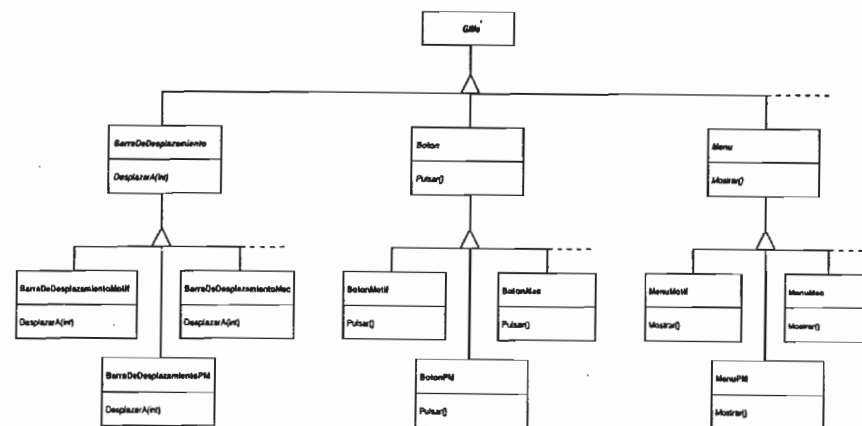 Glifo
BarraDeDesplazamiento
DesplazarA(int)
Boton
Pulsar()
Menu
Mostrar()
BarraDeDesplazamientoMotif
DesplazarA(int)
BarraDeDesplazamientoMac
DesplazarA(int)
BotonMotif
Pulsar()
BotonMac
Pulsar()
MenuMotif
Mostrar()
MenuMac
Mostrar()
BarraDeDesplazamientoPM
DesplazarA(int)
BotonPM
Pulsar()
MenuPM
Mostrar()